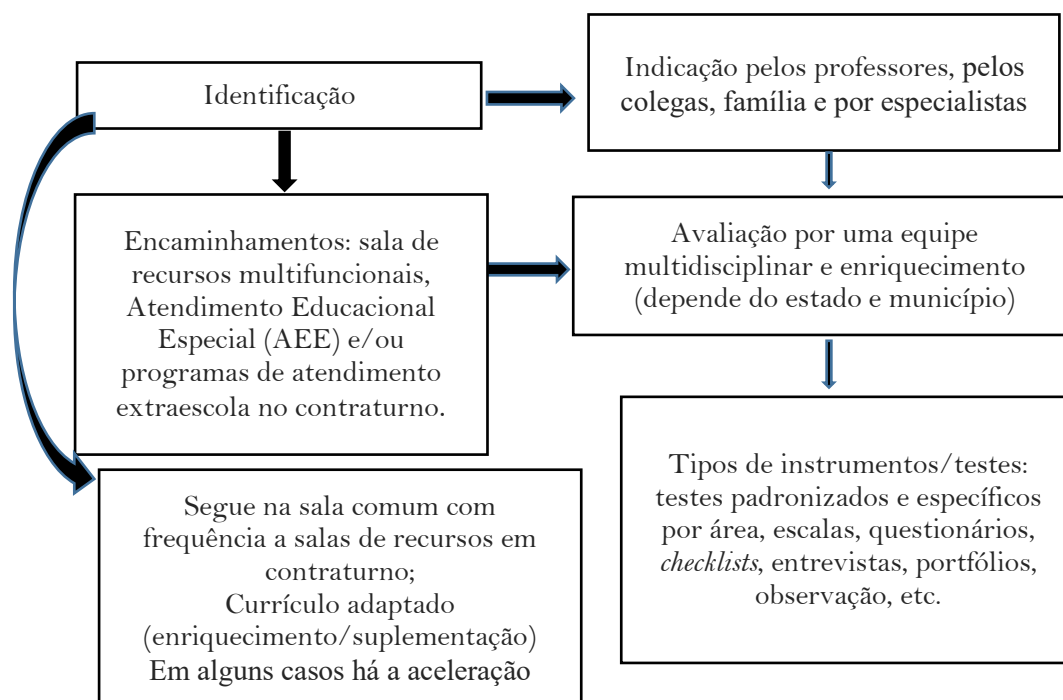 Identificação
Indicação pelos professores, pelos
colegas, família e por especialistas
Encaminhamentos: sala de
recursos multifuncionais,
Atendimento Educacional
Especial (AEE) e/ou
programas de atendimento
extraescola no contraturno.
Avaliação por uma equipe
multidisciplinar e enriquecimento
(depende do estado e município)
Segue na sala comum com
frequência a salas de recursos em
contraturno;
Currículo adaptado
(enriquecimento/suplementação)
Em alguns casos há a aceleração
Tipos de instrumentos/testes:
testes padronizados e específicos
por área, escalas, questionários,
checklists, entrevistas, portfólios,
observação, etc.